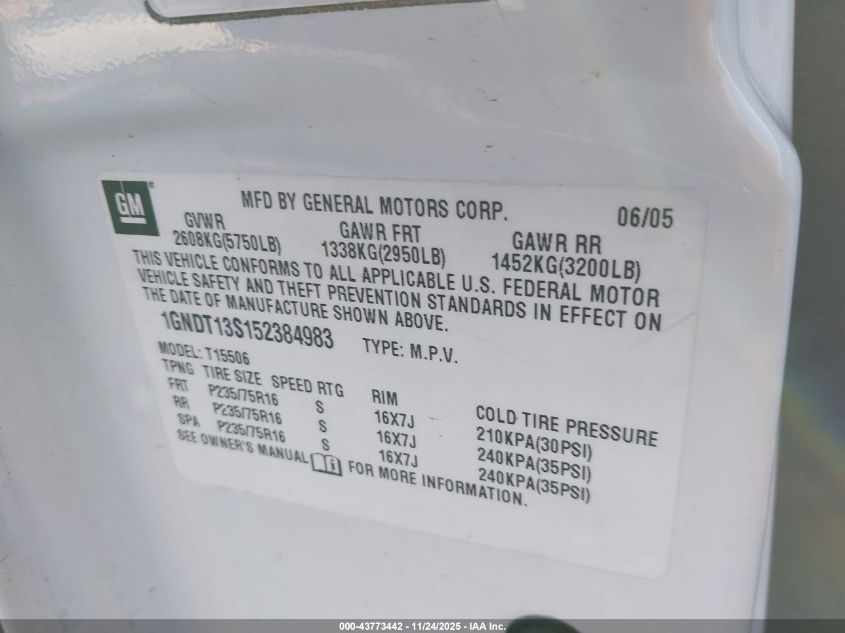 GM
MFD BY GENERAL MOTORS CORP. 06/05
GVWR GAWR FRT GAWR RR
2608KG(5750LB) 1338KG(2950LB) 1452KG(3200LB)
THIS VEHICLE CONFORMS TO ALL APPLICABLE U.S. FEDERAL MOTOR
VEHICLE SAFETY AND THEFT PREVENTION STANDARDS IN EFFECT ON
THE DATE OF MANUFACTURE SHOWN ABOVE.
1GNDT13S152384983 TYPE: M.P.V.
MODEL: T15506
TPNG TIRE SIZE SPEED RTG RIM COLD TIRE PRESSURE
FRT P235/75R16 S 16X7J 210KPA(30PSI)
RR P235/75R16 S 16X7J 240KPA(35PSI)
SPA P235/75R16 S 16X7J 240KPA(35PSI)
SEE OWNER'S MANUAL FOR MORE INFORMATION.
000-43773442 - 11/24/2025 - IAA Inc.